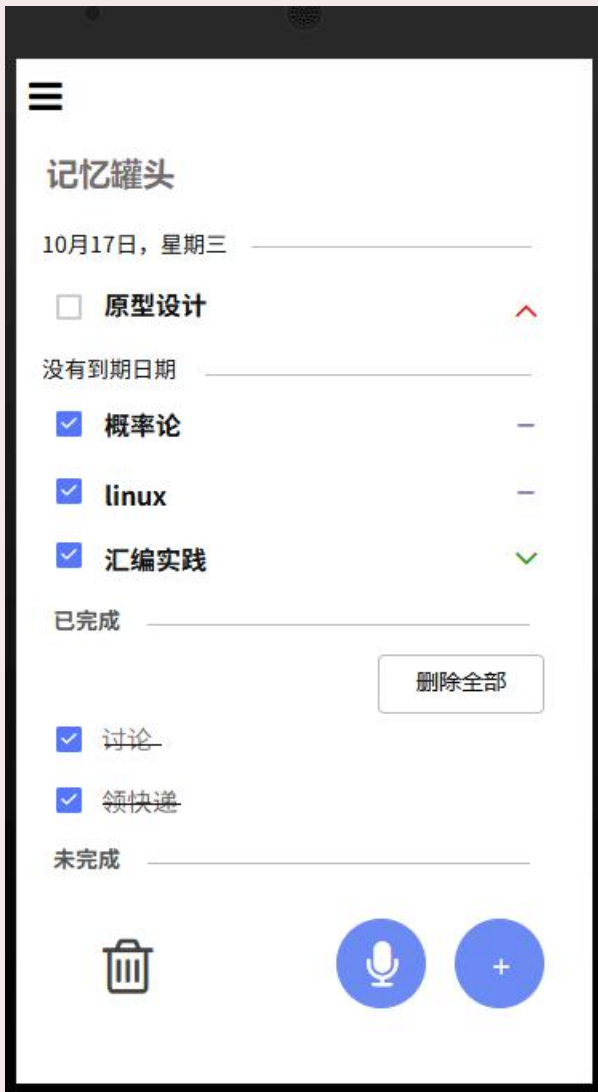 记忆罐头
10月17日，星期三
原型设计
没有到期日期
概率论
linux
汇编实践
已完成
删除全部
讨论
领快递
未完成